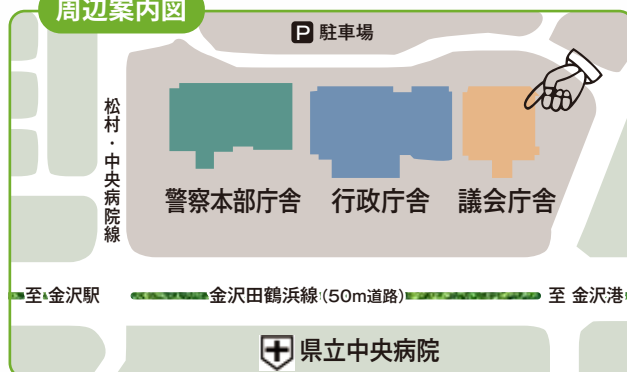 周辺案内図
P 駐車場
松村・中央病院線
警察本部庁舎
行政庁舎
議会庁舎
至 金沢駅
金沢田鶴浜線(50m道路)
至 金沢港
県立中央病院